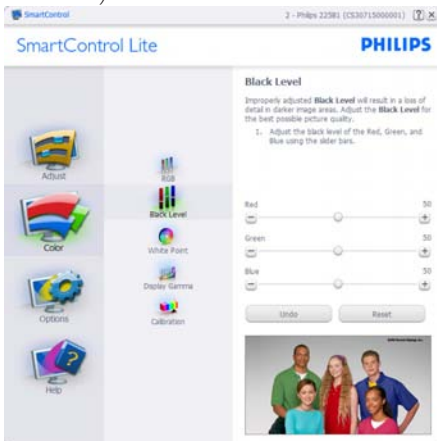 SmartControl
2 - Philips 225B1 (CS30715000001)
SmartControl Lite
PHILIPS
Adjust
Color
Options
Help
RGB
Black Level
White Point
Display Gamma
Calibration
Black Level
Improperly adjusted Black Level will result in a loss of
detail in darker image areas. Adjust the Black Level for
the best possible picture quality.
1. Adjust the black level of the Red, Green, and
Blue using the slider bars.
Red 50
Green 50
Blue 50
Undo Reset